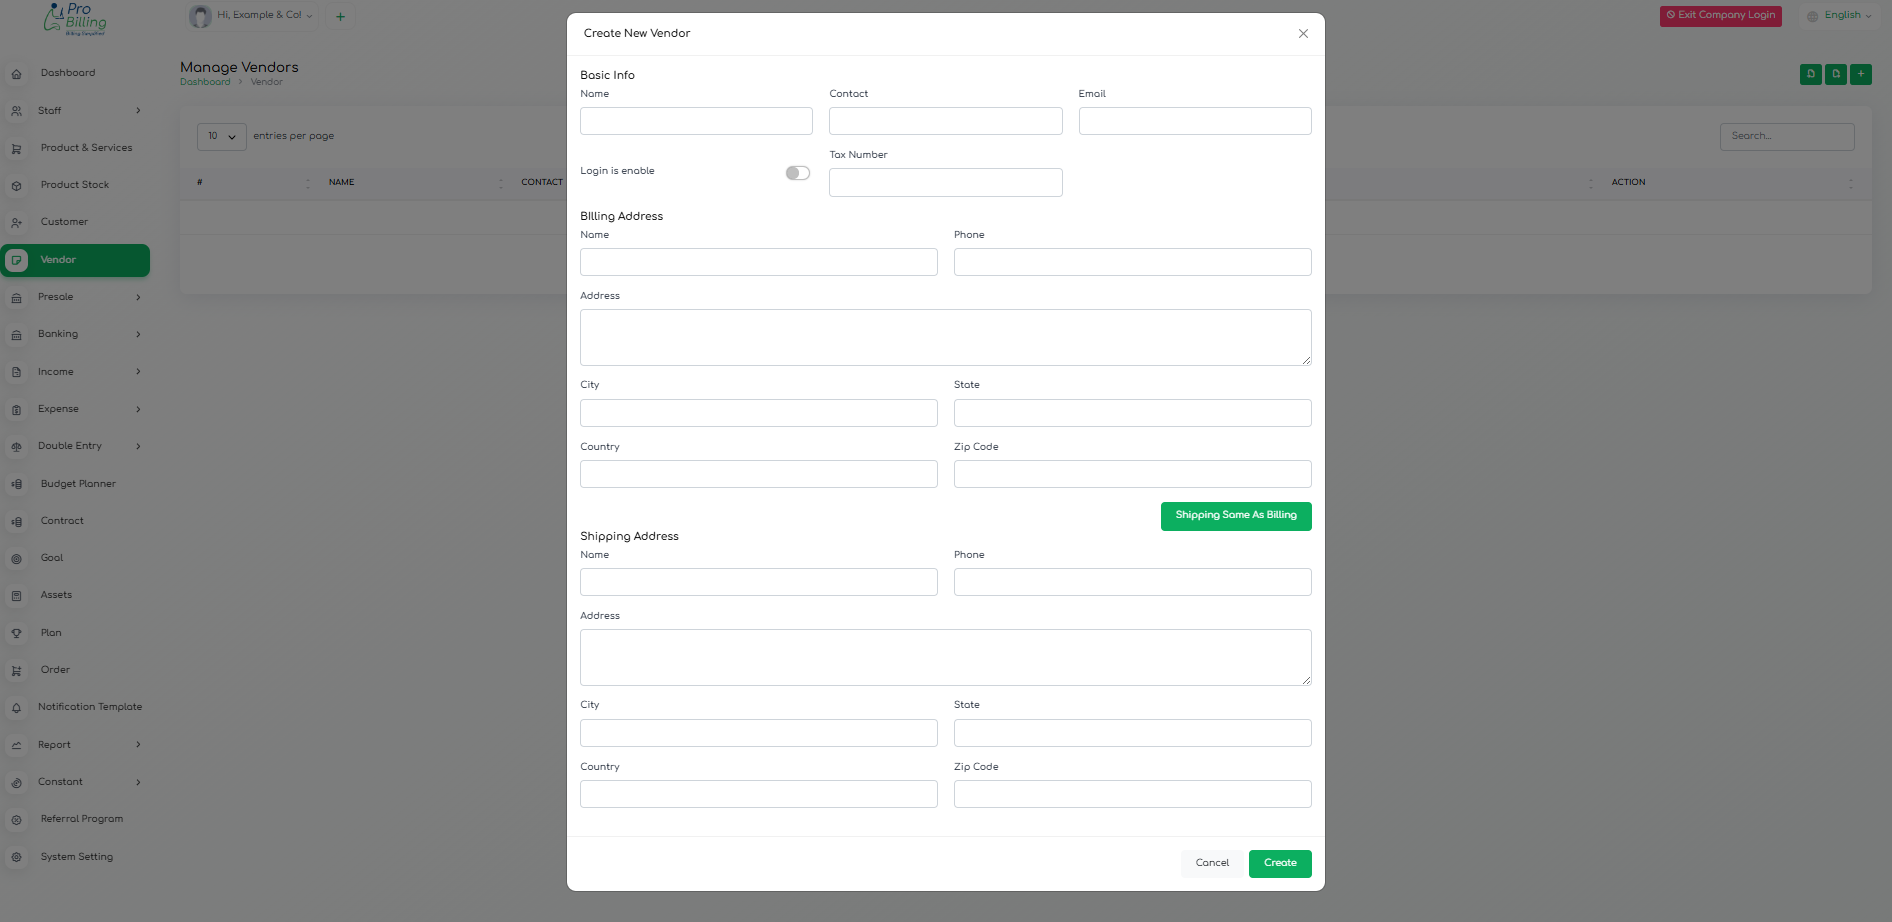 Pro
Billing
Billing Simplified
Hi, Example & Co!
Exit Company Login
English
Dashboard
Staff
Product & Services
Product Stock
Customer
Vendor
Presale
Banking
Income
Expense
Double Entry
Budget Planner
Contract
Goal
Assets
Plan
Order
Notification Template
Report
Constant
Referral Program
System Setting
Manage Vendors
Dashboard > Vendor
10 entries per page
Search...
# NAME CONTACT ACTION
Create New Vendor
Basic Info
Name Contact Email
Login is enable Tax Number
BIlling Address
Name Phone
Address
City State
Country Zip Code
Shipping Same As Billing
Shipping Address
Name Phone
Address
City State
Country Zip Code
Cancel Create